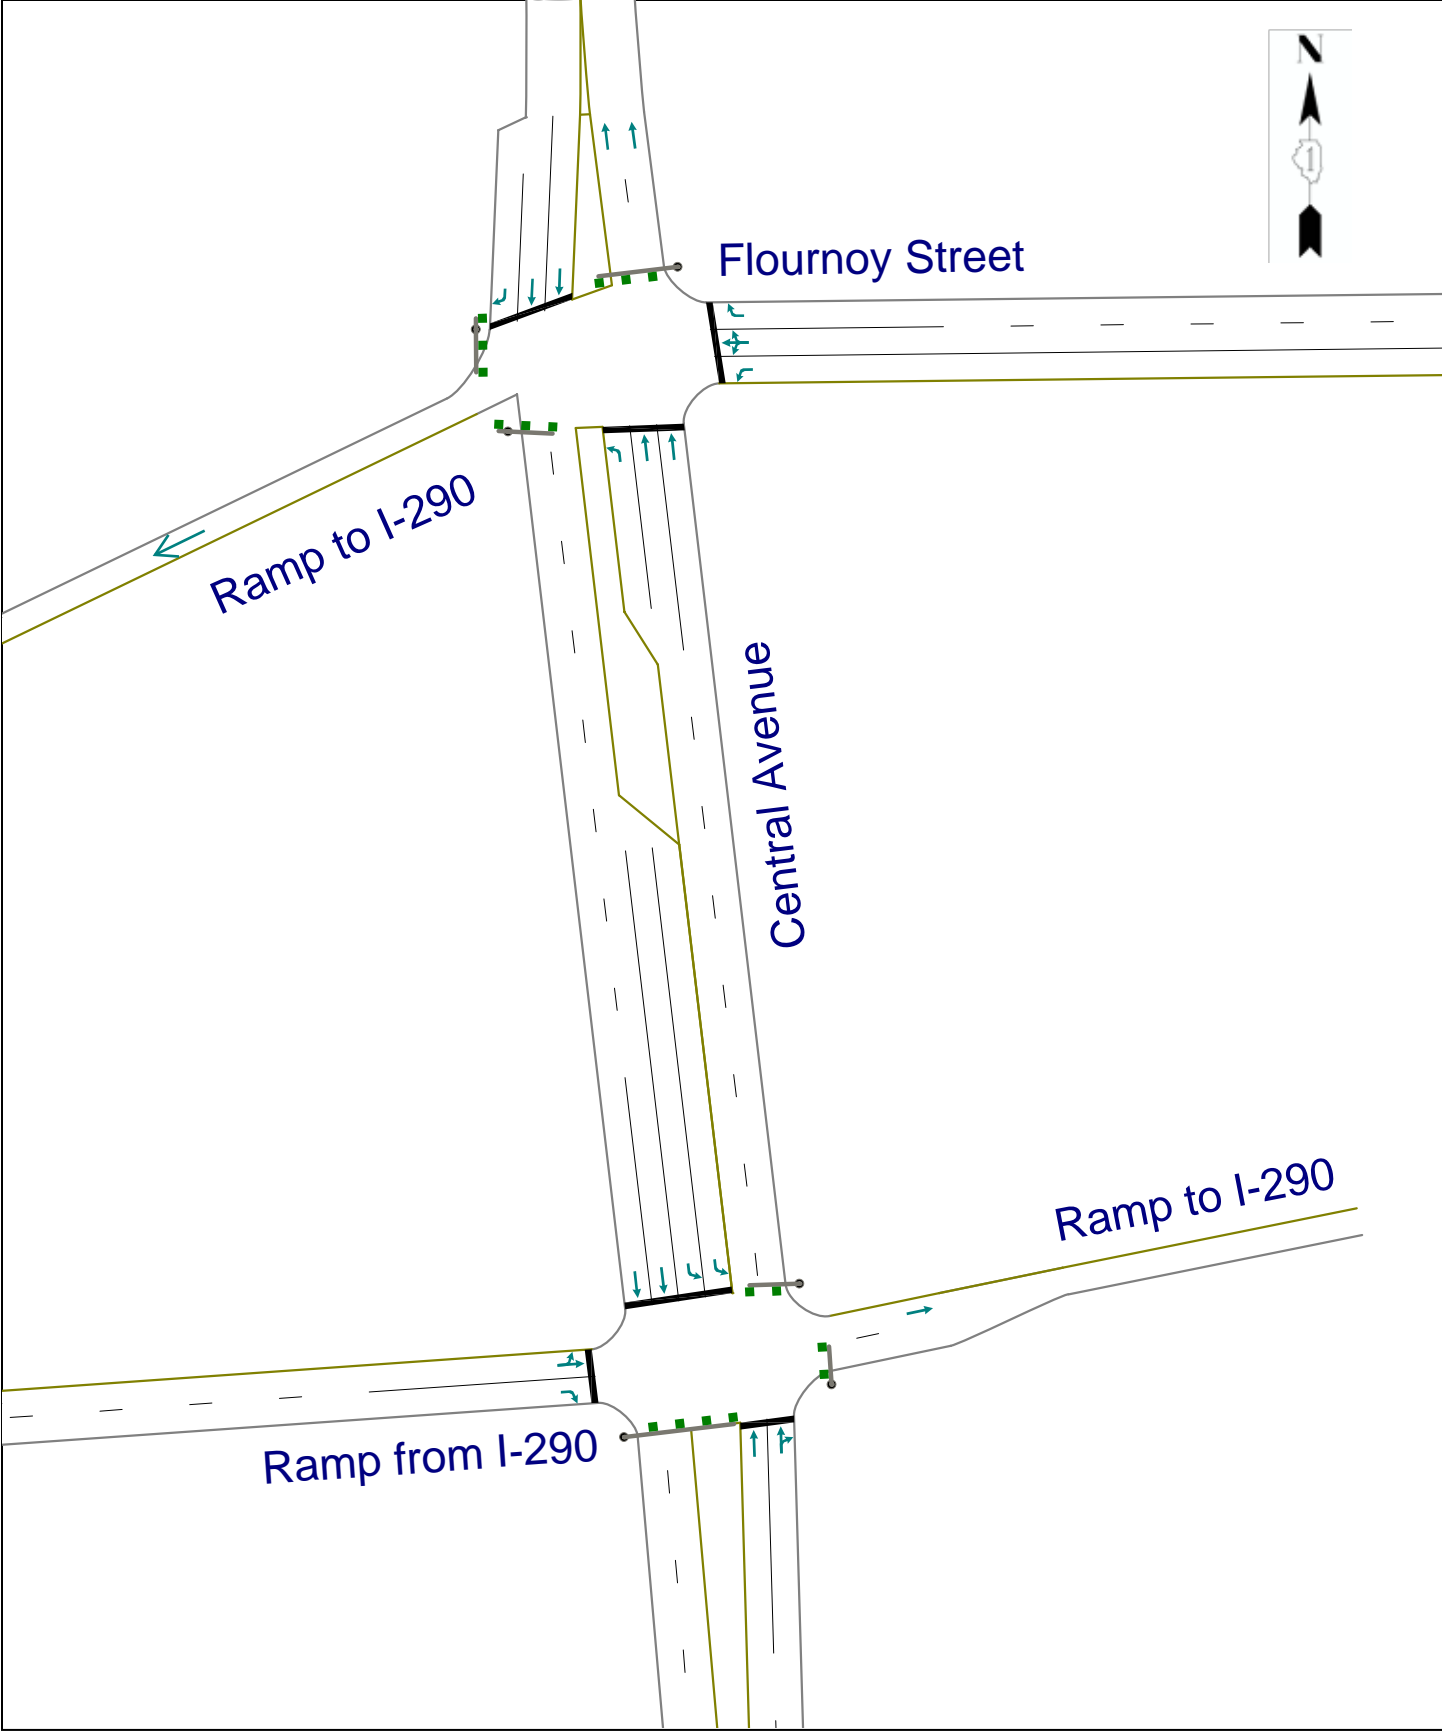 N
1
Flournoy Street
Ramp to I-290
Central Avenue
Ramp to I-290
Ramp from I-290